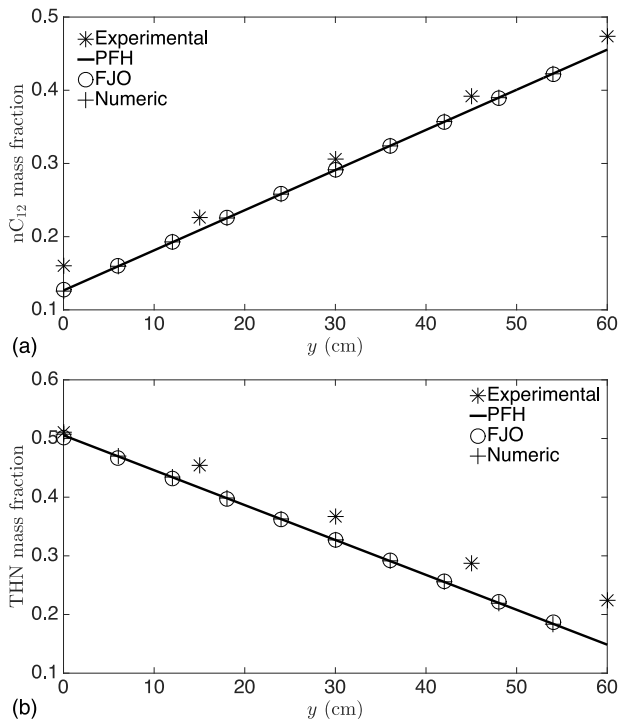 0.5
0.4
0.3
0.2
0.1
nC12 mass fraction
Experimental
PFH
FJO
Numeric
0 10 20 30 40 50 60
y (cm)
(a)
0.6
0.5
0.4
0.3
0.2
0.1
THN mass fraction
Experimental
PFH
FJO
Numeric
0 10 20 30 40 50 60
y (cm)
(b)